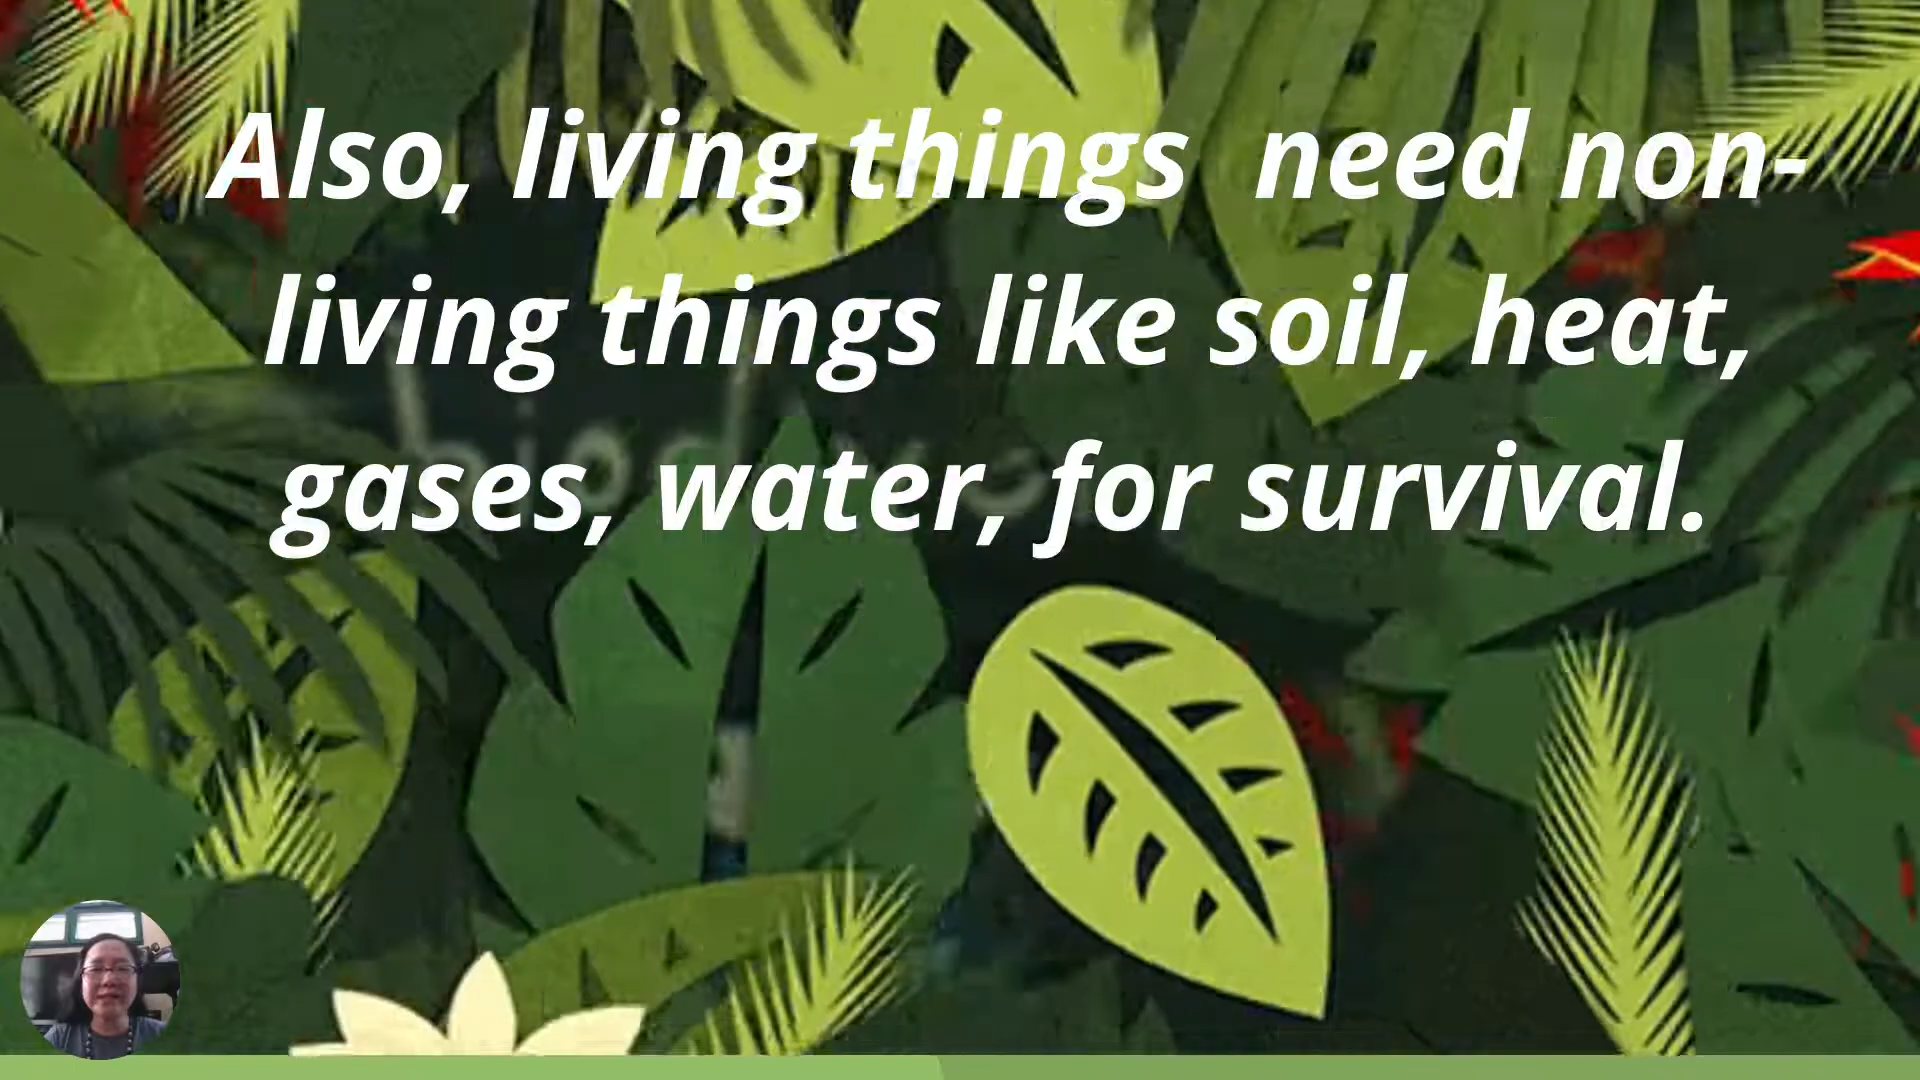 Also, living things need non-
living things like soil, heat,
gases, water, for survival.